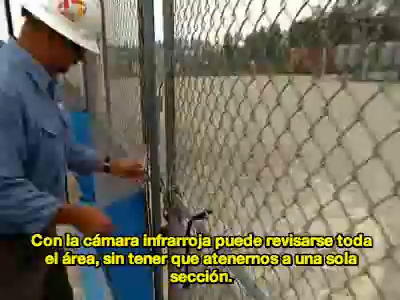 Con la cámara infrarroja puede revisarse toda
el área, sin tener que atenernos a una sola
sección.